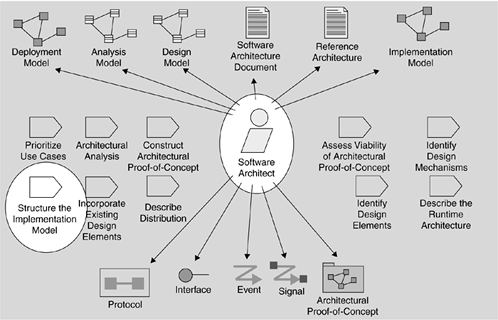 Deployment
Model
Analysis
Model
Design
Model
Software
Architecture
Document
Reference
Architecture
Implementation
Model
Prioritize
Use Cases
Architectural
Analysis
Construct
Architectural
Proof-of-Concept
Software
Architect
Assess Viability
of Architectural
Proof-of-Concept
Identify
Design
Mechanisms
Structure the
Implementation
Model
Incorporate
Existing
Design
Elements
Describe
Distribution
Identify
Design
Elements
Describe the
Runtime
Architecture
Protocol
Interface
Event
Signal
Architectural
Proof-of-Concept